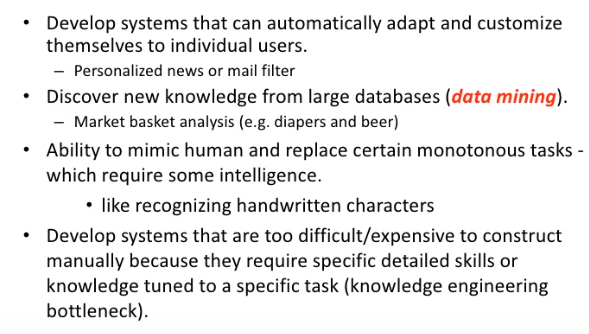 • Develop systems that can automatically adapt and customize
themselves to individual users.
– Personalized news or mail filter
• Discover new knowledge from large databases (data mining).
– Market basket analysis (e.g. diapers and beer)
• Ability to mimic human and replace certain monotonous tasks -
which require some intelligence.
• like recognizing handwritten characters
• Develop systems that are too difficult/expensive to construct
manually because they require specific detailed skills or
knowledge tuned to a specific task (knowledge engineering
bottleneck).